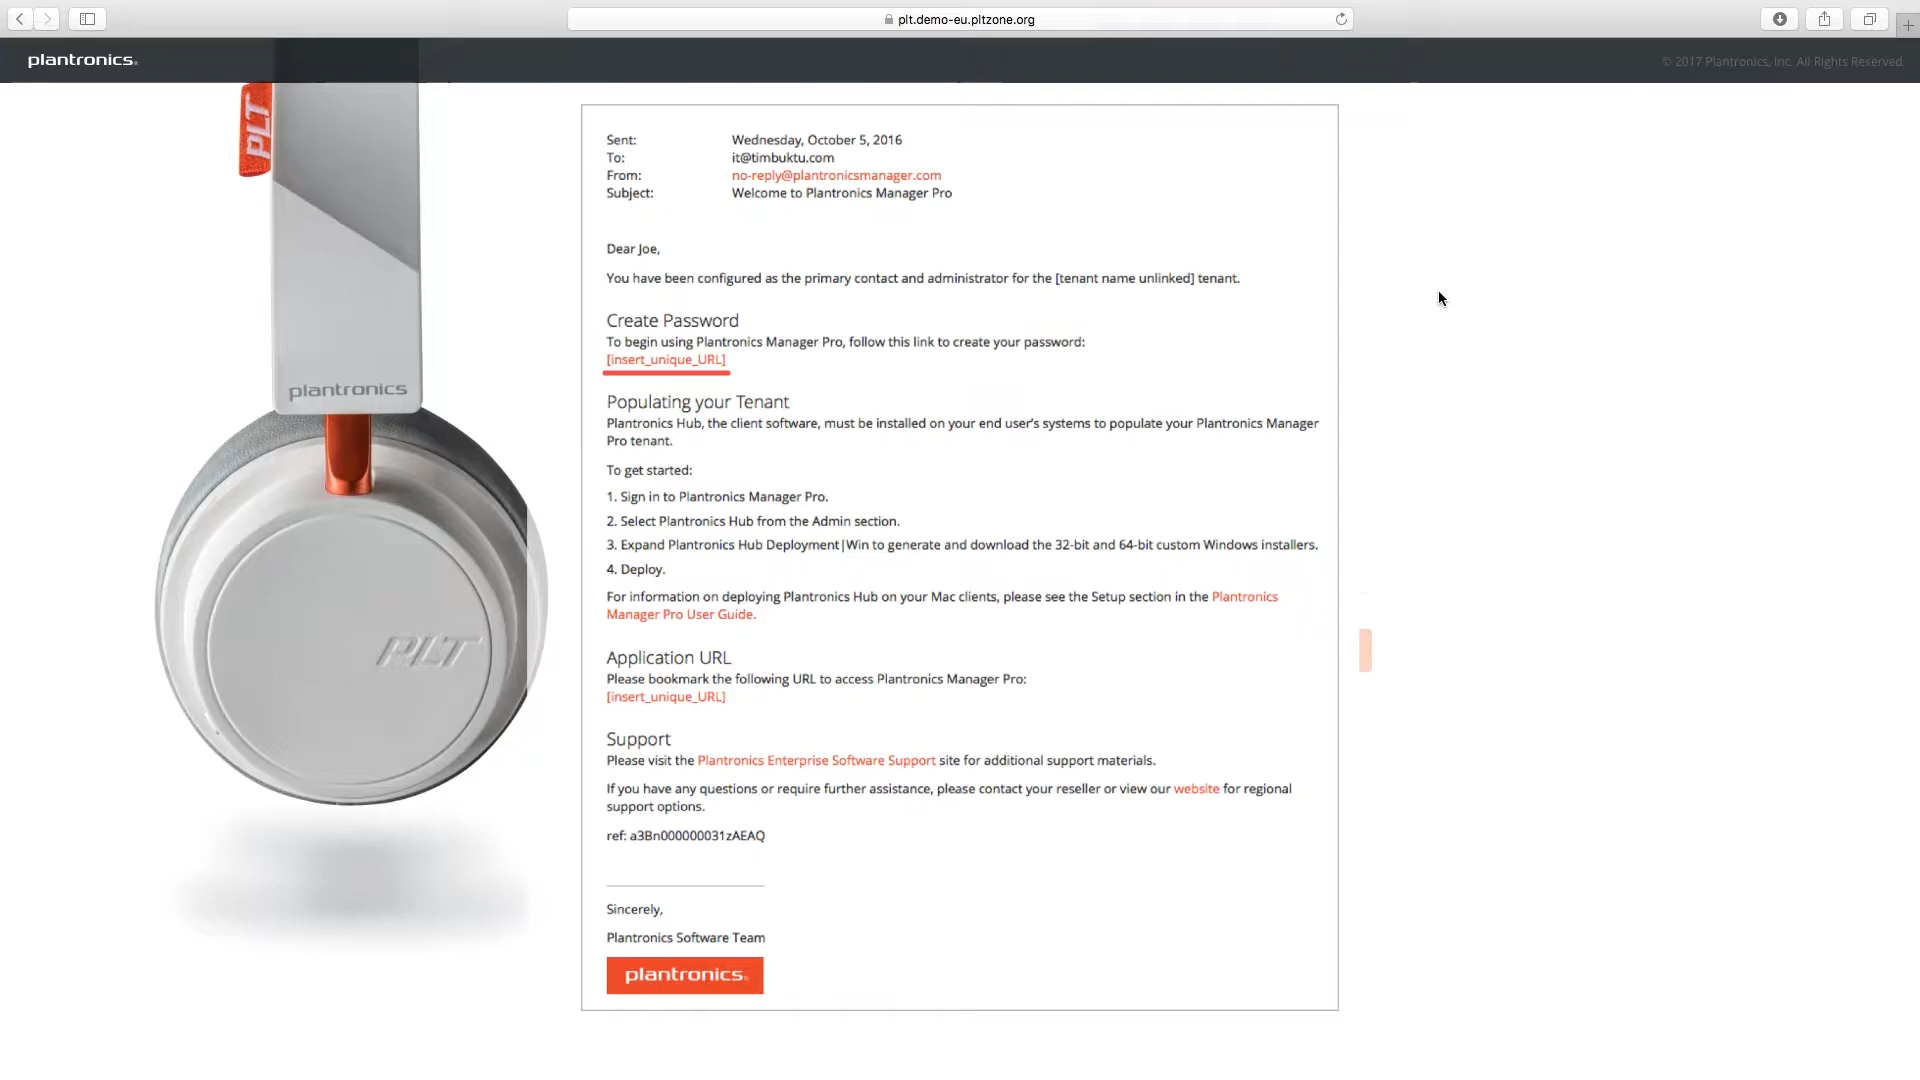 plt.demo-eu.pltzone.org
plantronics.
© 2017 Plantronics, Inc. All Rights Reserved.
PLT
Sent: Wednesday, October 5, 2016
To: it@timbuktu.com
From: no-reply@plantronicsmanager.com
Subject: Welcome to Plantronics Manager Pro
Dear Joe,
You have been configured as the primary contact and administrator for the [tenant name unlinked] tenant.
Create Password
To begin using Plantronics Manager Pro, follow this link to create your password:
[insert_unique_URL]
plantronics
Populating your Tenant
Plantronics Hub, the client software, must be installed on your end user's systems to populate your Plantronics Manager
Pro tenant.
To get started:
1. Sign in to Plantronics Manager Pro.
2. Select Plantronics Hub from the Admin section.
3. Expand Plantronics Hub Deployment|Win to generate and download the 32-bit and 64-bit custom Windows installers.
4. Deploy.
For information on deploying Plantronics Hub on your Mac clients, please see the Setup section in the Plantronics
Manager Pro User Guide.
PLT
Application URL
Please bookmark the following URL to access Plantronics Manager Pro:
[insert_unique_URL]
Support
Please visit the Plantronics Enterprise Software Support site for additional support materials.
If you have any questions or require further assistance, please contact your reseller or view our website for regional
support options.
ref: a3Bn000000031zAEAQ
Sincerely,
Plantronics Software Team
plantronics.